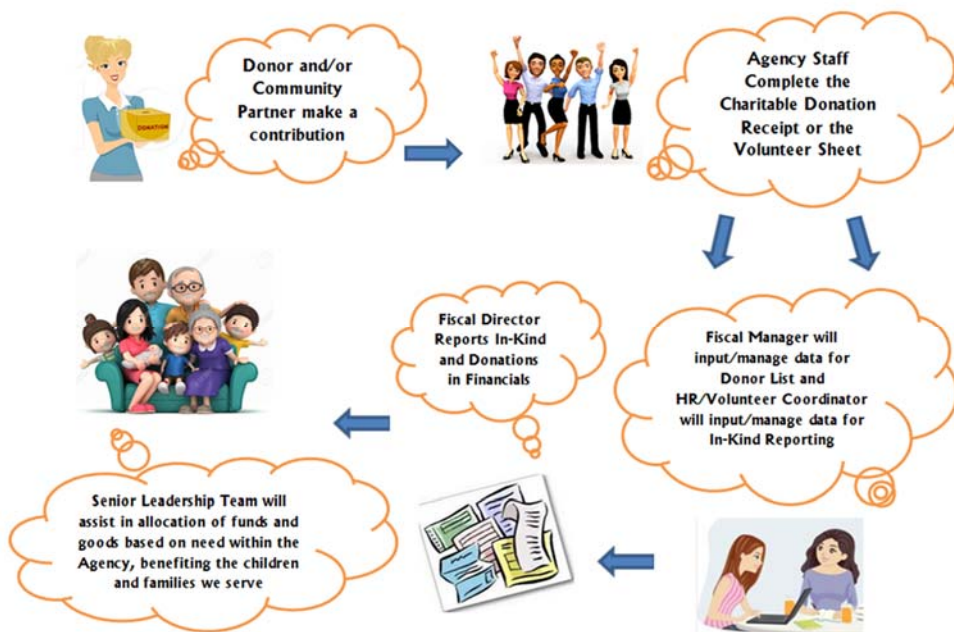 Donor and/or
Community
Partner make a
contribution
DONATION
Agency Staff
Complete the
Charitable Donation
Receipt or the
Volunteer Sheet
Fiscal Manager will
input/manage data for
Donor List and
HR/Volunteer Coordinator
will input/manage data for
In-Kind Reporting
Fiscal Director
Reports In-Kind
and Donations
in Financials
Senior Leadership Team will
assist in allocation of funds and
goods based on need within the
Agency, benefiting the children
and families we serve